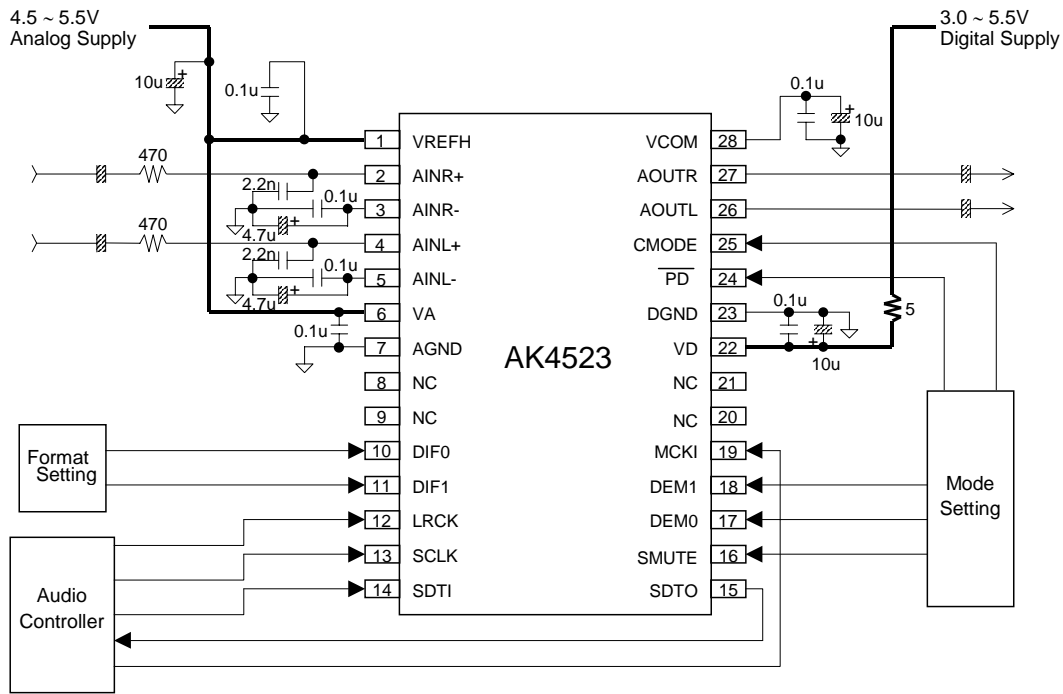 4.5 ~ 5.5V
Analog Supply
3.0 ~ 5.5V
Digital Supply
10u
+
0.1u
0.1u
+
10u
470
470
2.2n
0.1u
+
4.7u
2.2n
0.1u
+
4.7u
0.1u
0.1u
+
10u
5
AK4523
1 VREFH
2 AINR+
3 AINR-
4 AINL+
5 AINL-
6 VA
7 AGND
8 NC
9 NC
10 DIF0
11 DIF1
12 LRCK
13 SCLK
14 SDTI
VCOM 28
AOUTR 27
AOUTL 26
CMODE 25
PD 24
DGND 23
VD 22
NC 21
NC 20
MCKI 19
DEM1 18
DEM0 17
SMUTE 16
SDTO 15
Format
Setting
Audio
Controller
Mode
Setting